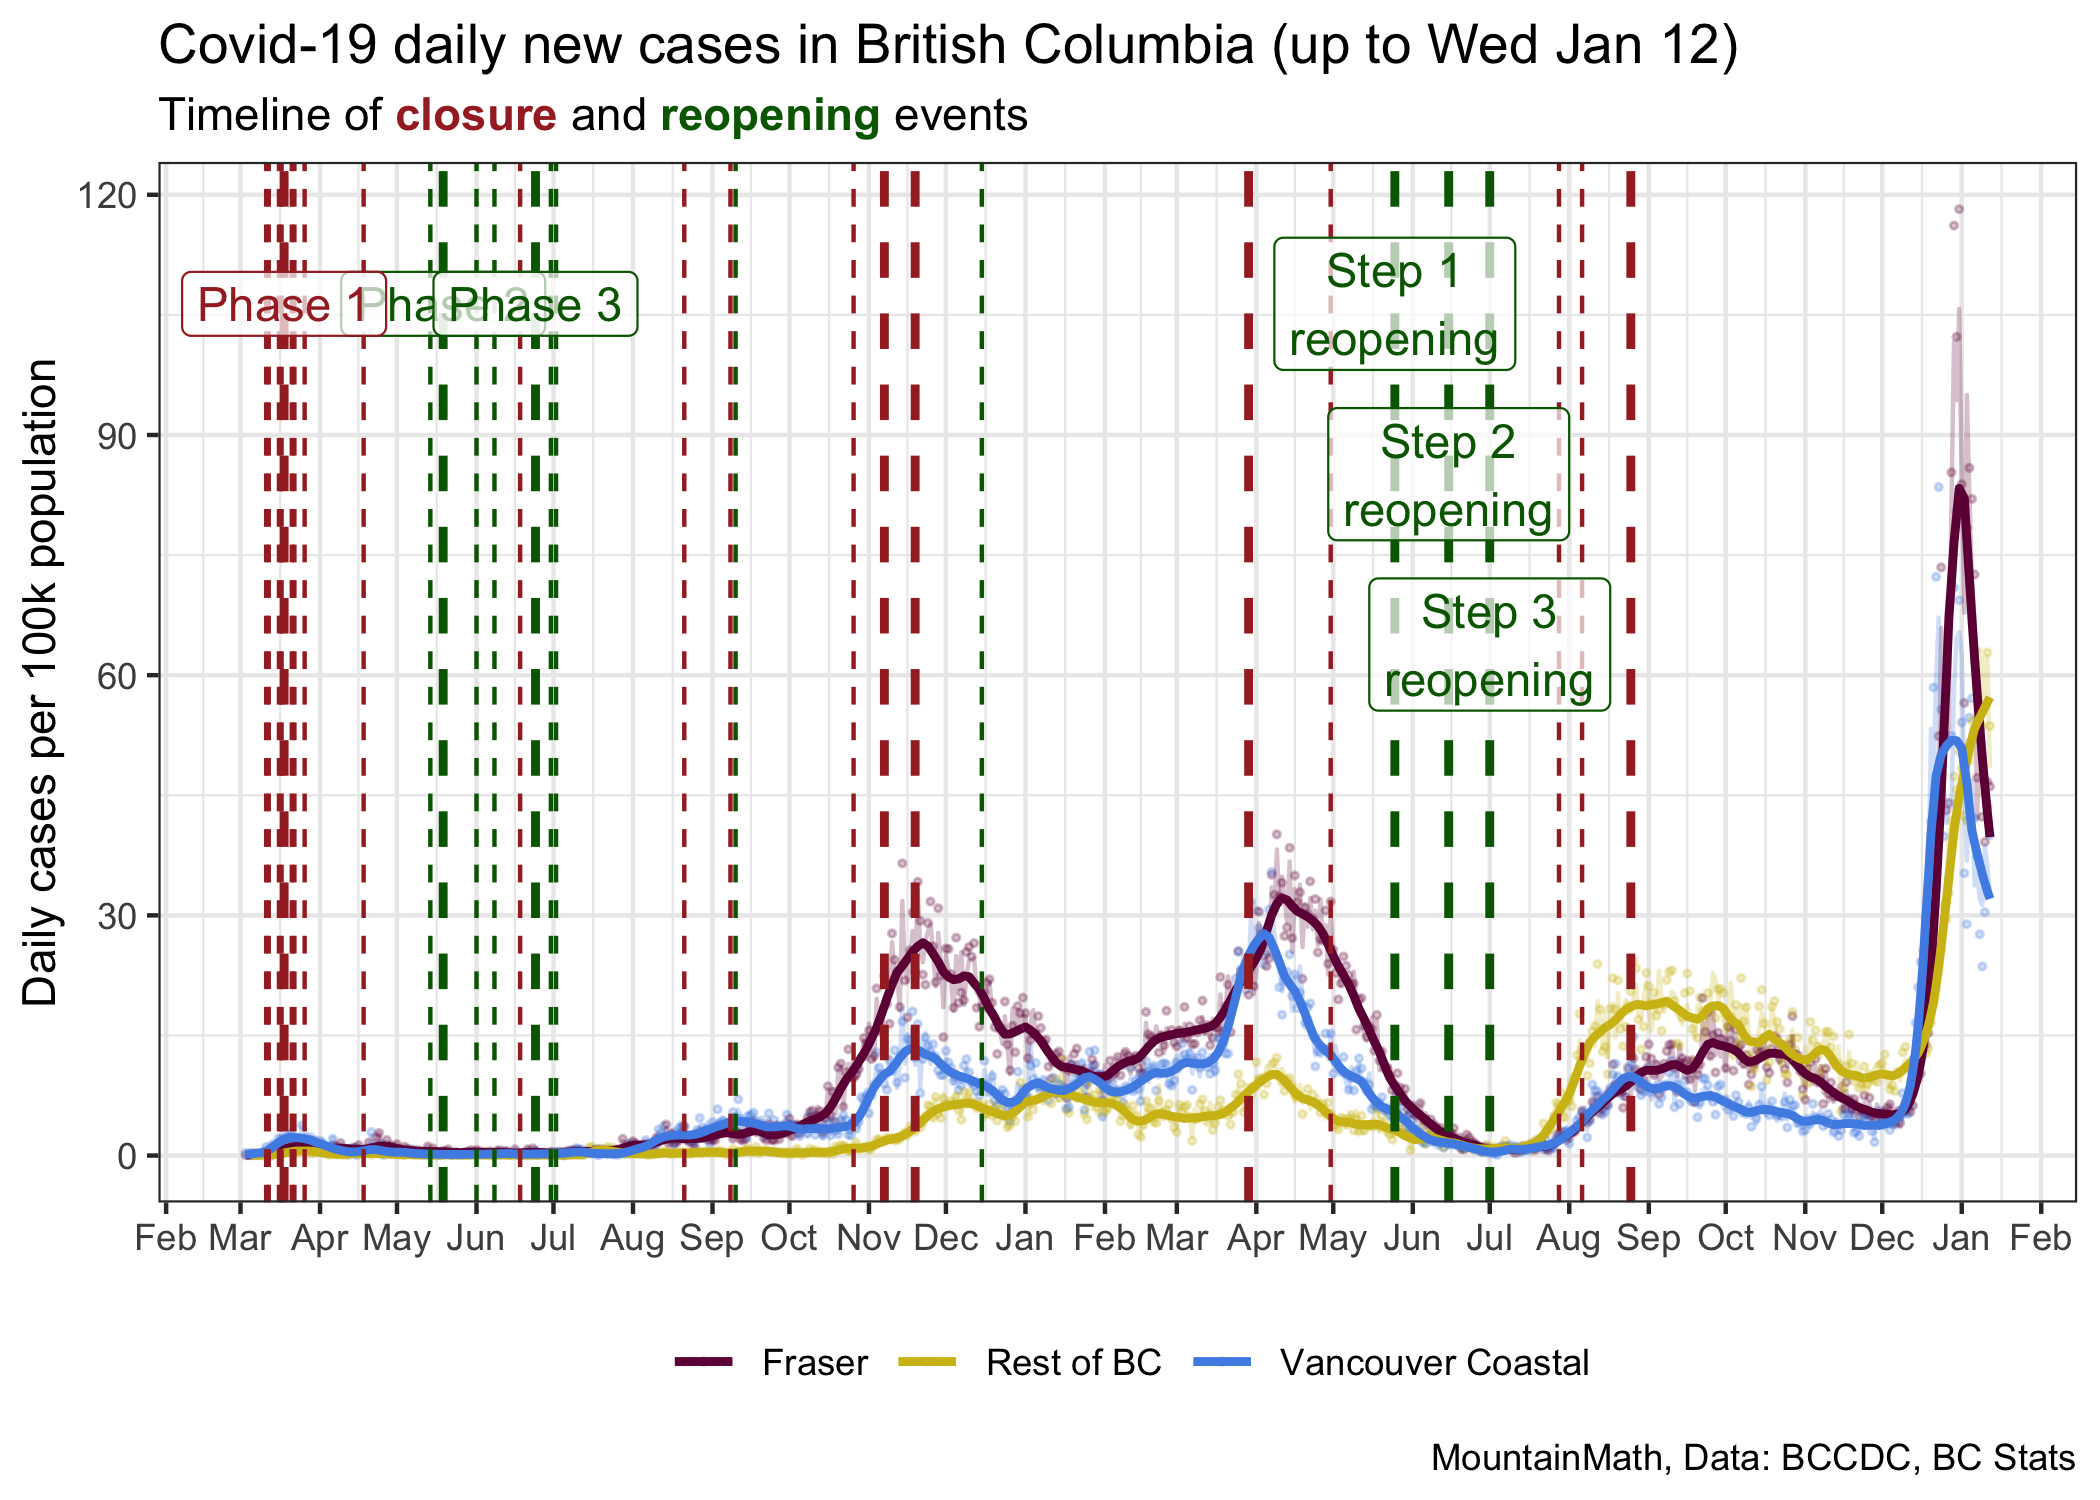 Covid-19 daily new cases in British Columbia (up to Wed Jan 12)
Timeline of closure and reopening events
Daily cases per 100k population
120
90
60
30
0
Phase 1
Phase 2
Phase 3
Step 1
reopening
Step 2
reopening
Step 3
reopening
Feb Mar Apr May Jun Jul Aug Sep Oct Nov Dec Jan Feb Mar Apr May Jun Jul Aug Sep Oct Nov Dec Jan Feb
Fraser Rest of BC Vancouver Coastal
MountainMath, Data: BCCDC, BC Stats